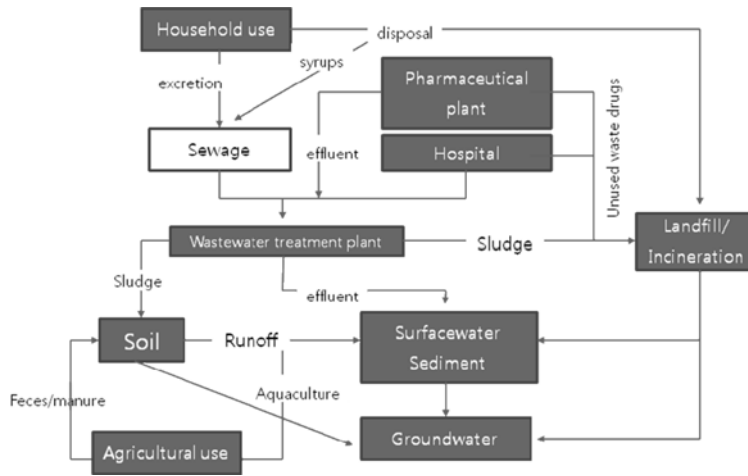 Household use
disposal
syrups
excretion
Pharmaceutical
plant
Unused waste drugs
Sewage
effluent
Hospital
Landfill/
Incineration
Wastewater treatment plant
Sludge
Sludge
effluent
Surfacewater
Sediment
Soil
Runoff
Feces/manure
Aquaculture
Groundwater
Agricultural use